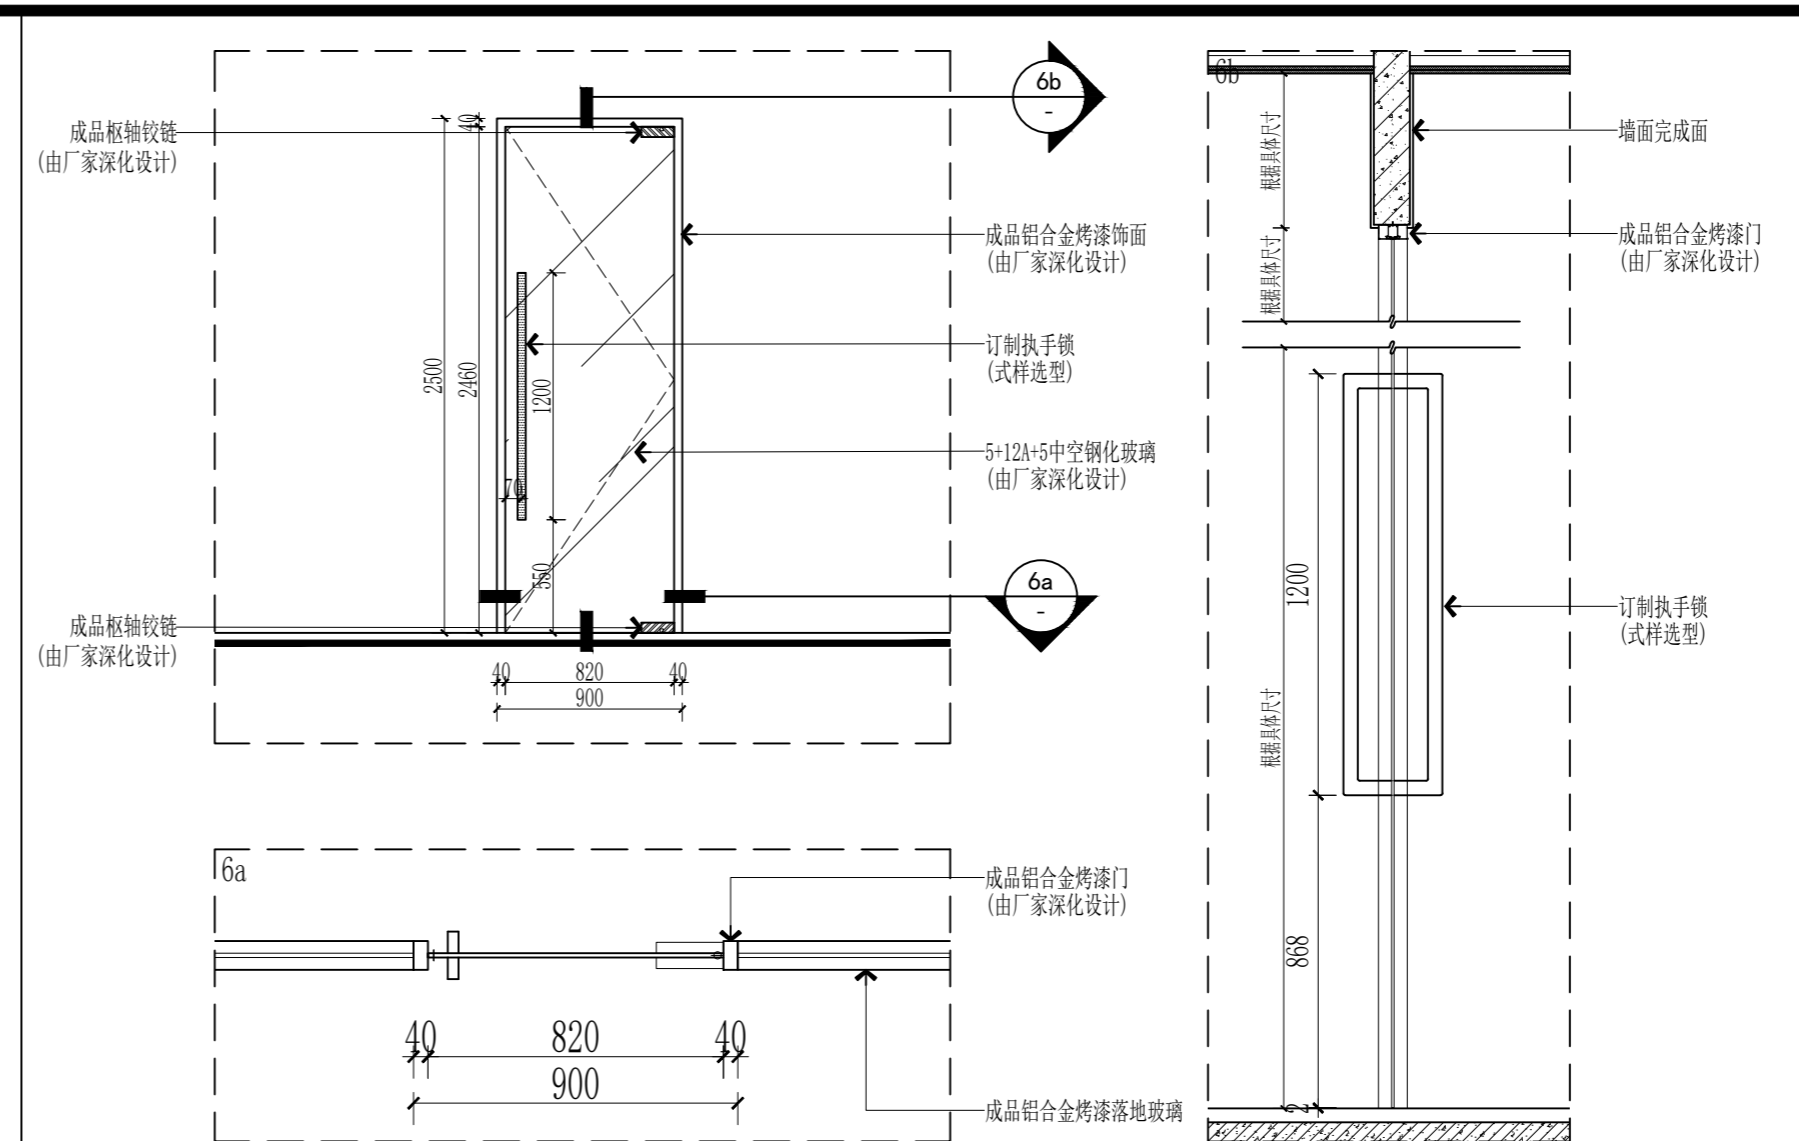 成品枢轴铰链
(由厂家深化设计)
40
2500
2460
1200
70
550
成品枢轴铰链
(由厂家深化设计)
40
820
40
900
6b
-
成品铝合金烤漆饰面
(由厂家深化设计)
订制执手锁
(式样选型)
5+12A+5中空钢化玻璃
(由厂家深化设计)
6a
-
6a
成品铝合金烤漆门
(由厂家深化设计)
40
820
40
900
成品铝合金烤漆落地玻璃
6b
根据具体尺寸
墙面完成面
根据具体尺寸
成品铝合金烤漆门
(由厂家深化设计)
1200
订制执手锁
(式样选型)
根据具体尺寸
868
2